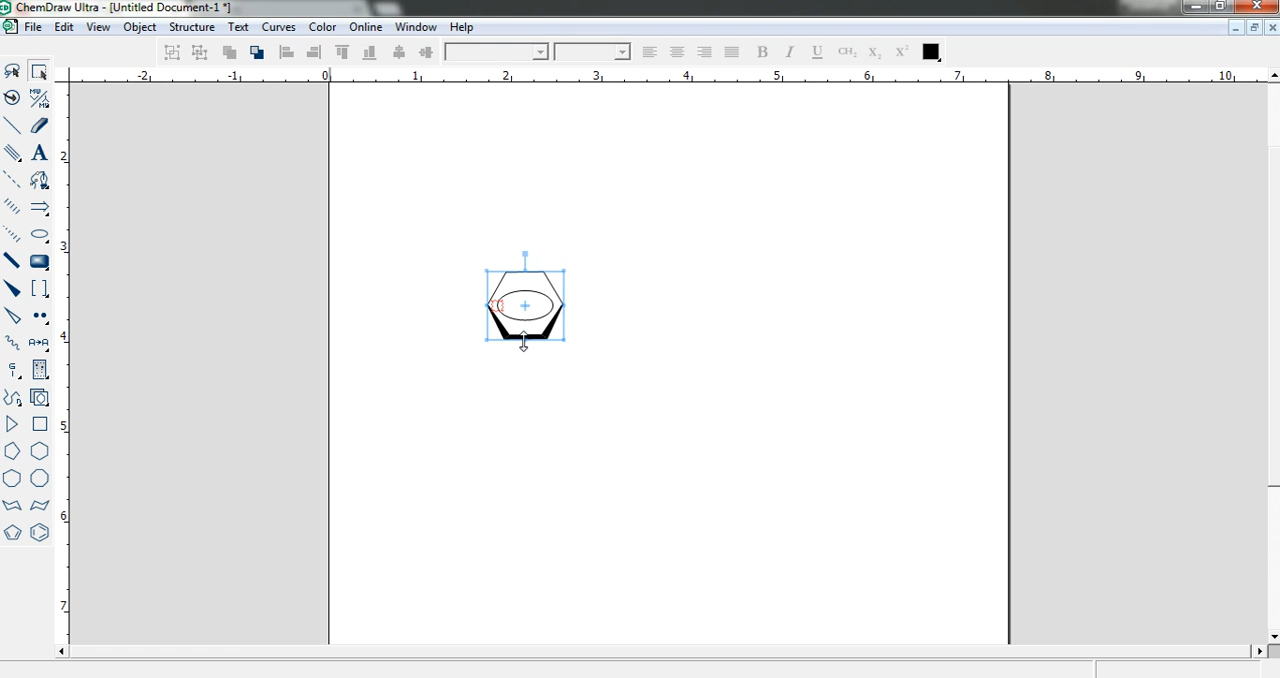 ChemDraw Ultra - [Untitled Document-1 *]
File Edit View Object Structure Text Curves Color Online Window Help
B I U CH₂ X₂ X²
-2 -1 0 1 2 3 4 5 6 7 8 9 10
A
2
3
4
5
6
7